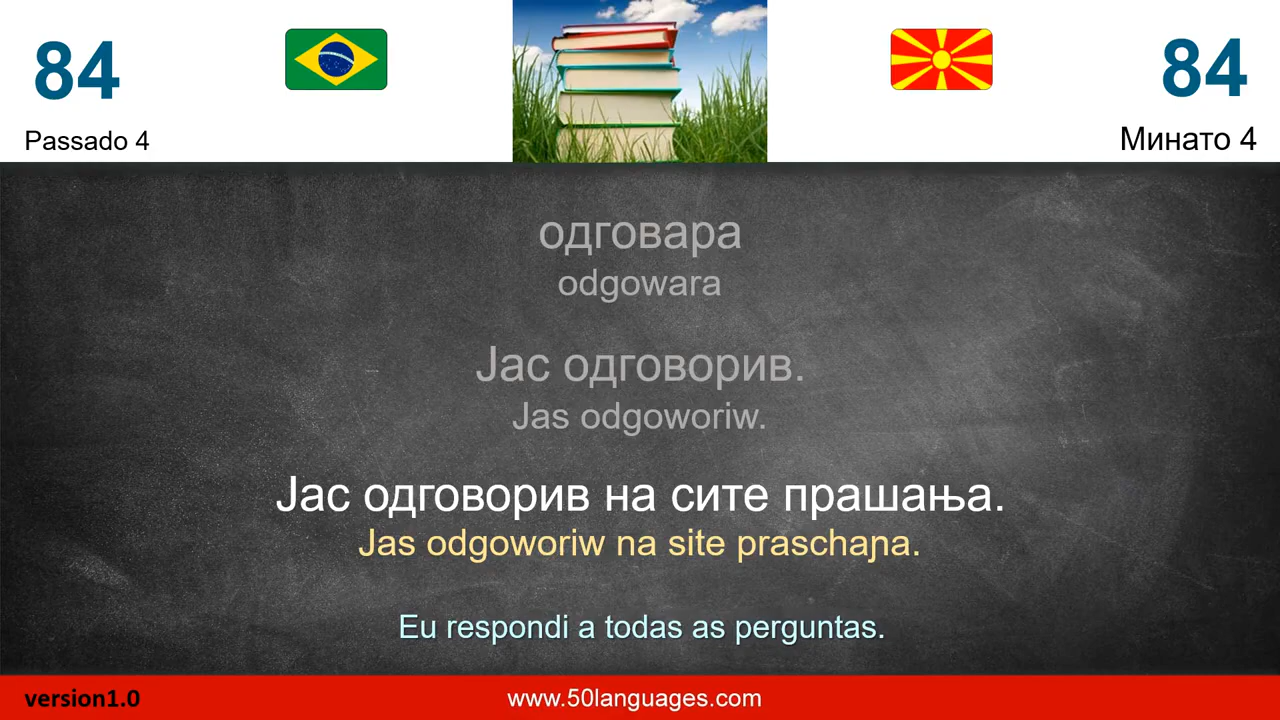 84
84
Passado 4
Минато 4
одговара
odgowara
Јас одговорив.
Jas odgoworiw.
Јас одговорив на сите прашања.
Jas odgoworiw na site praschaɲa.
Eu respondi a todas as perguntas.
version1.0
www.50languages.com